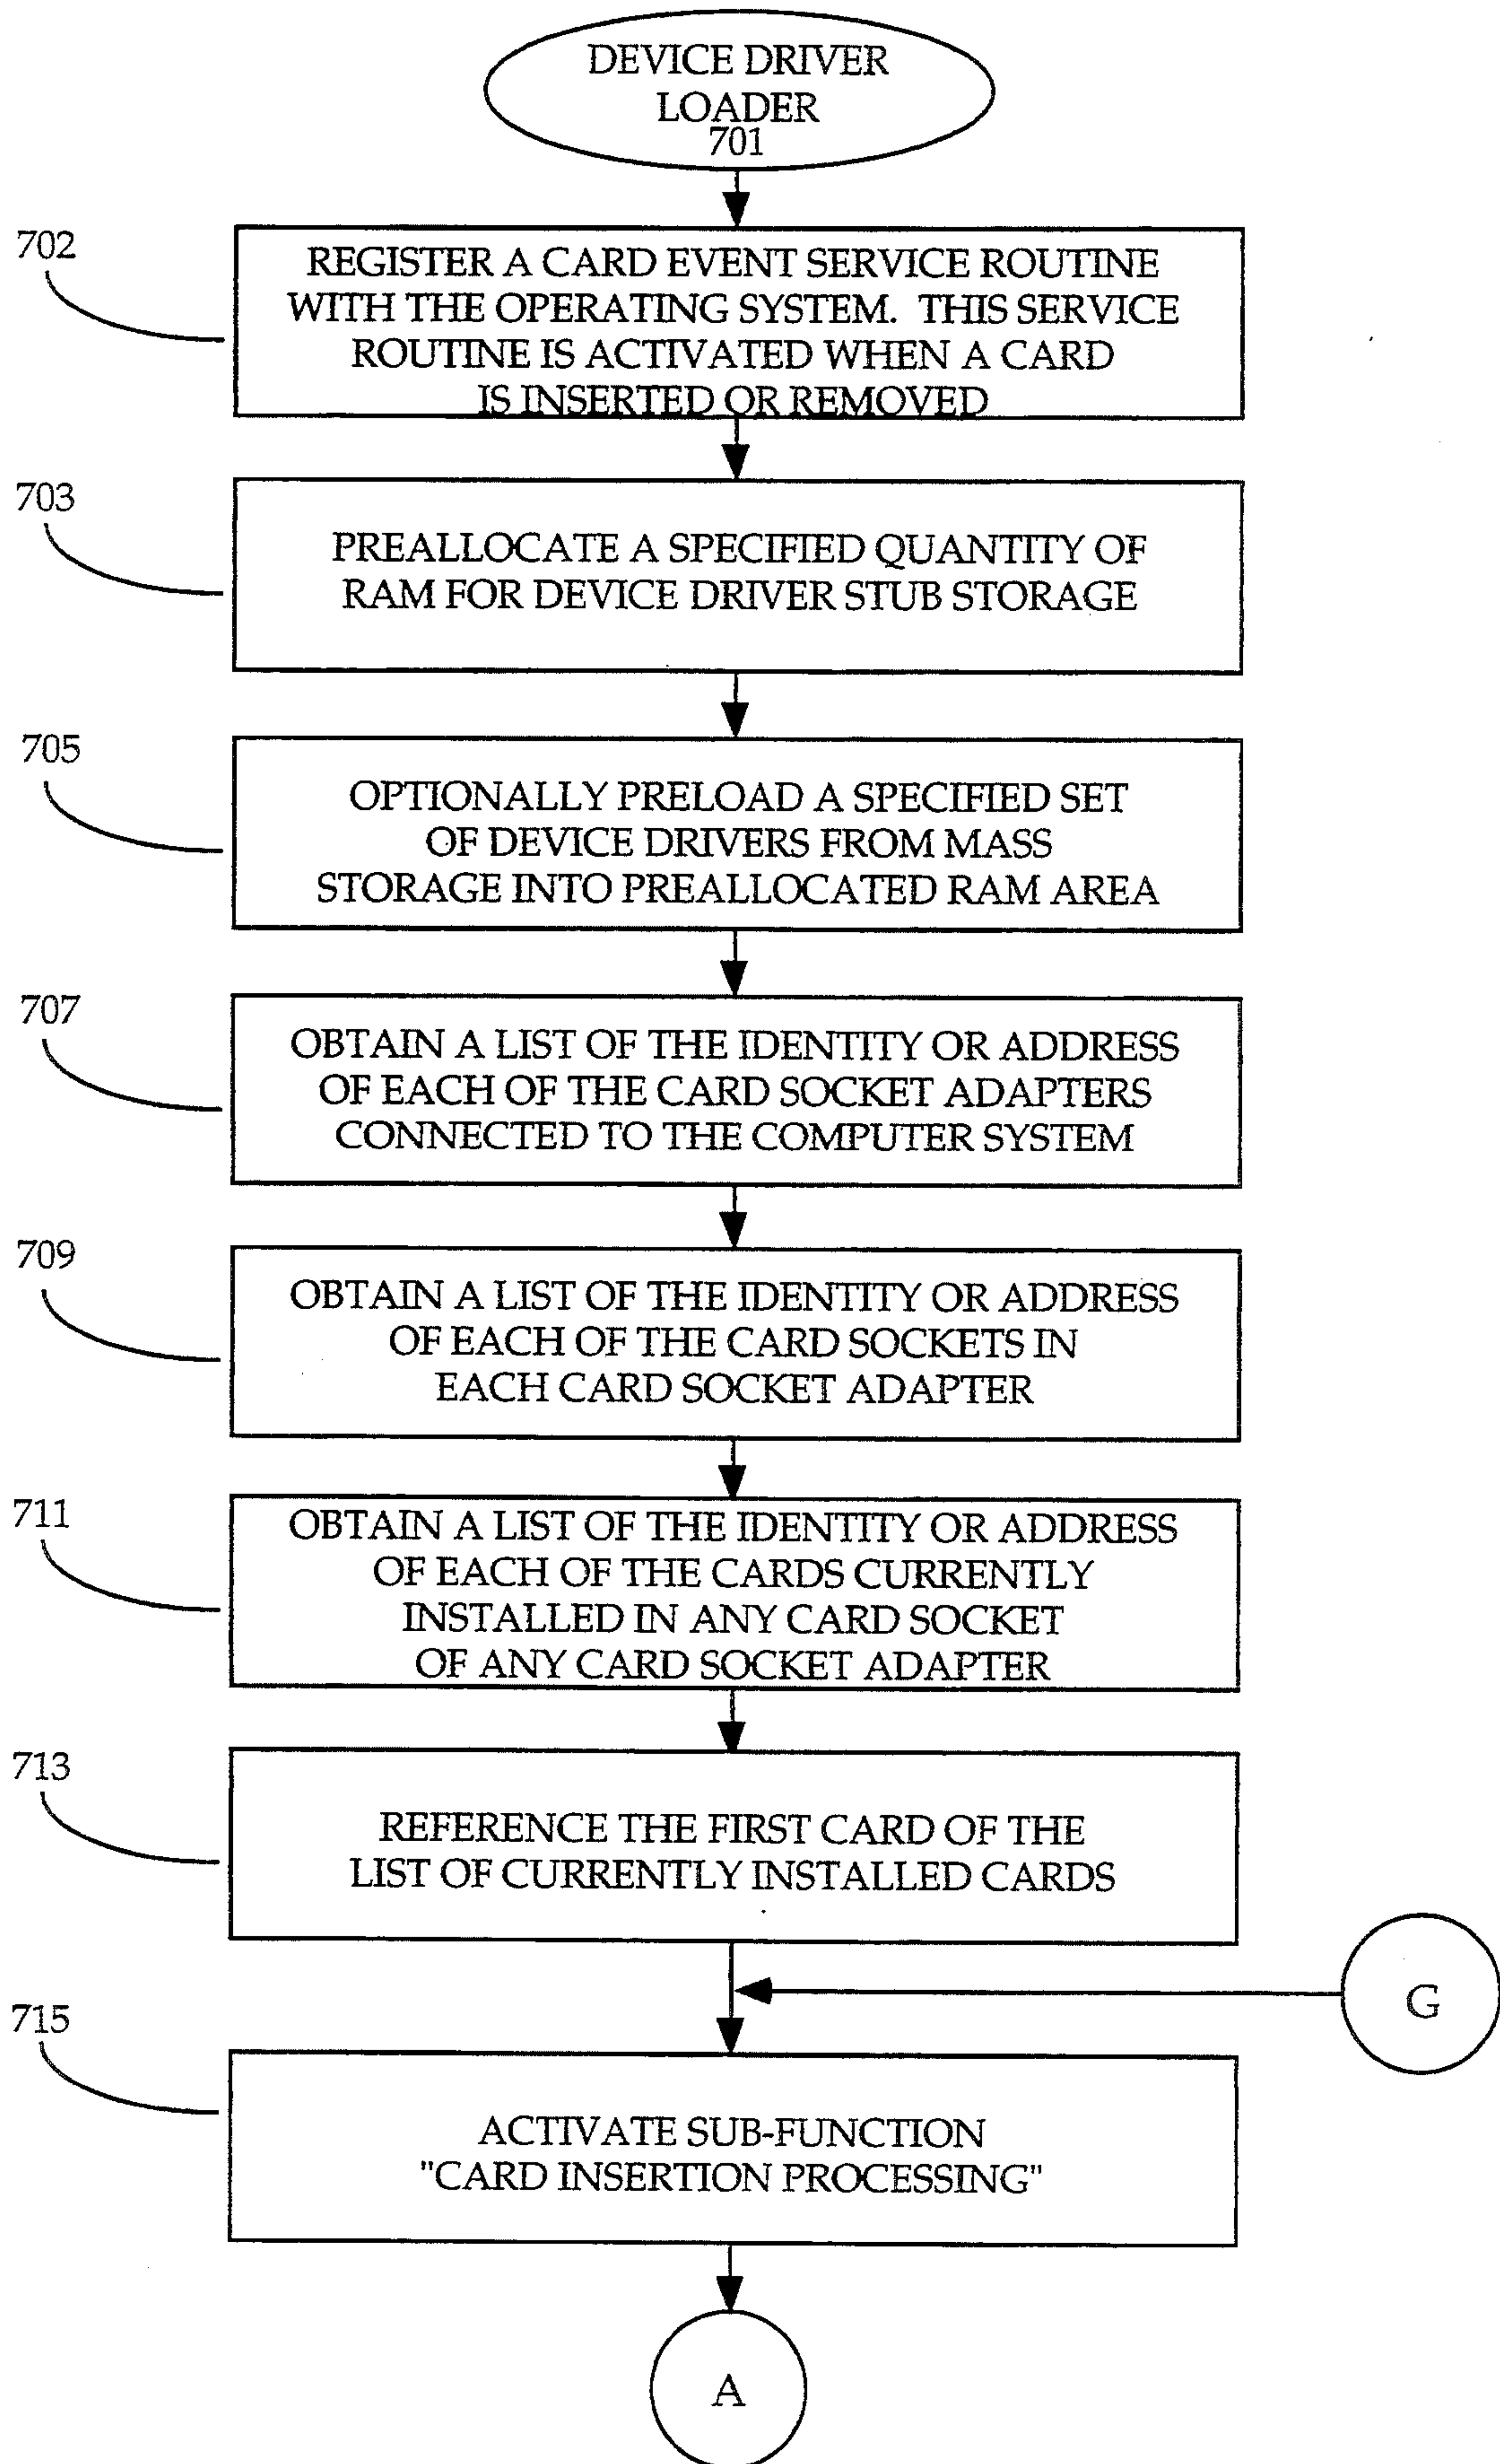 DEVICE DRIVER
LOADER
701
702
REGISTER A CARD EVENT SERVICE ROUTINE
WITH THE OPERATING SYSTEM. THIS SERVICE
ROUTINE IS ACTIVATED WHEN A CARD
IS INSERTED OR REMOVED
703
PREALLOCATE A SPECIFIED QUANTITY OF
RAM FOR DEVICE DRIVER STUB STORAGE
705
OPTIONALLY PRELOAD A SPECIFIED SET
OF DEVICE DRIVERS FROM MASS
STORAGE INTO PREALLOCATED RAM AREA
707
OBTAIN A LIST OF THE IDENTITY OR ADDRESS
OF EACH OF THE CARD SOCKET ADAPTERS
CONNECTED TO THE COMPUTER SYSTEM
709
OBTAIN A LIST OF THE IDENTITY OR ADDRESS
OF EACH OF THE CARD SOCKETS IN
EACH CARD SOCKET ADAPTER
711
OBTAIN A LIST OF THE IDENTITY OR ADDRESS
OF EACH OF THE CARDS CURRENTLY
INSTALLED IN ANY CARD SOCKET
OF ANY CARD SOCKET ADAPTER
713
REFERENCE THE FIRST CARD OF THE
LIST OF CURRENTLY INSTALLED CARDS
G
715
ACTIVATE SUB-FUNCTION
"CARD INSERTION PROCESSING"
A